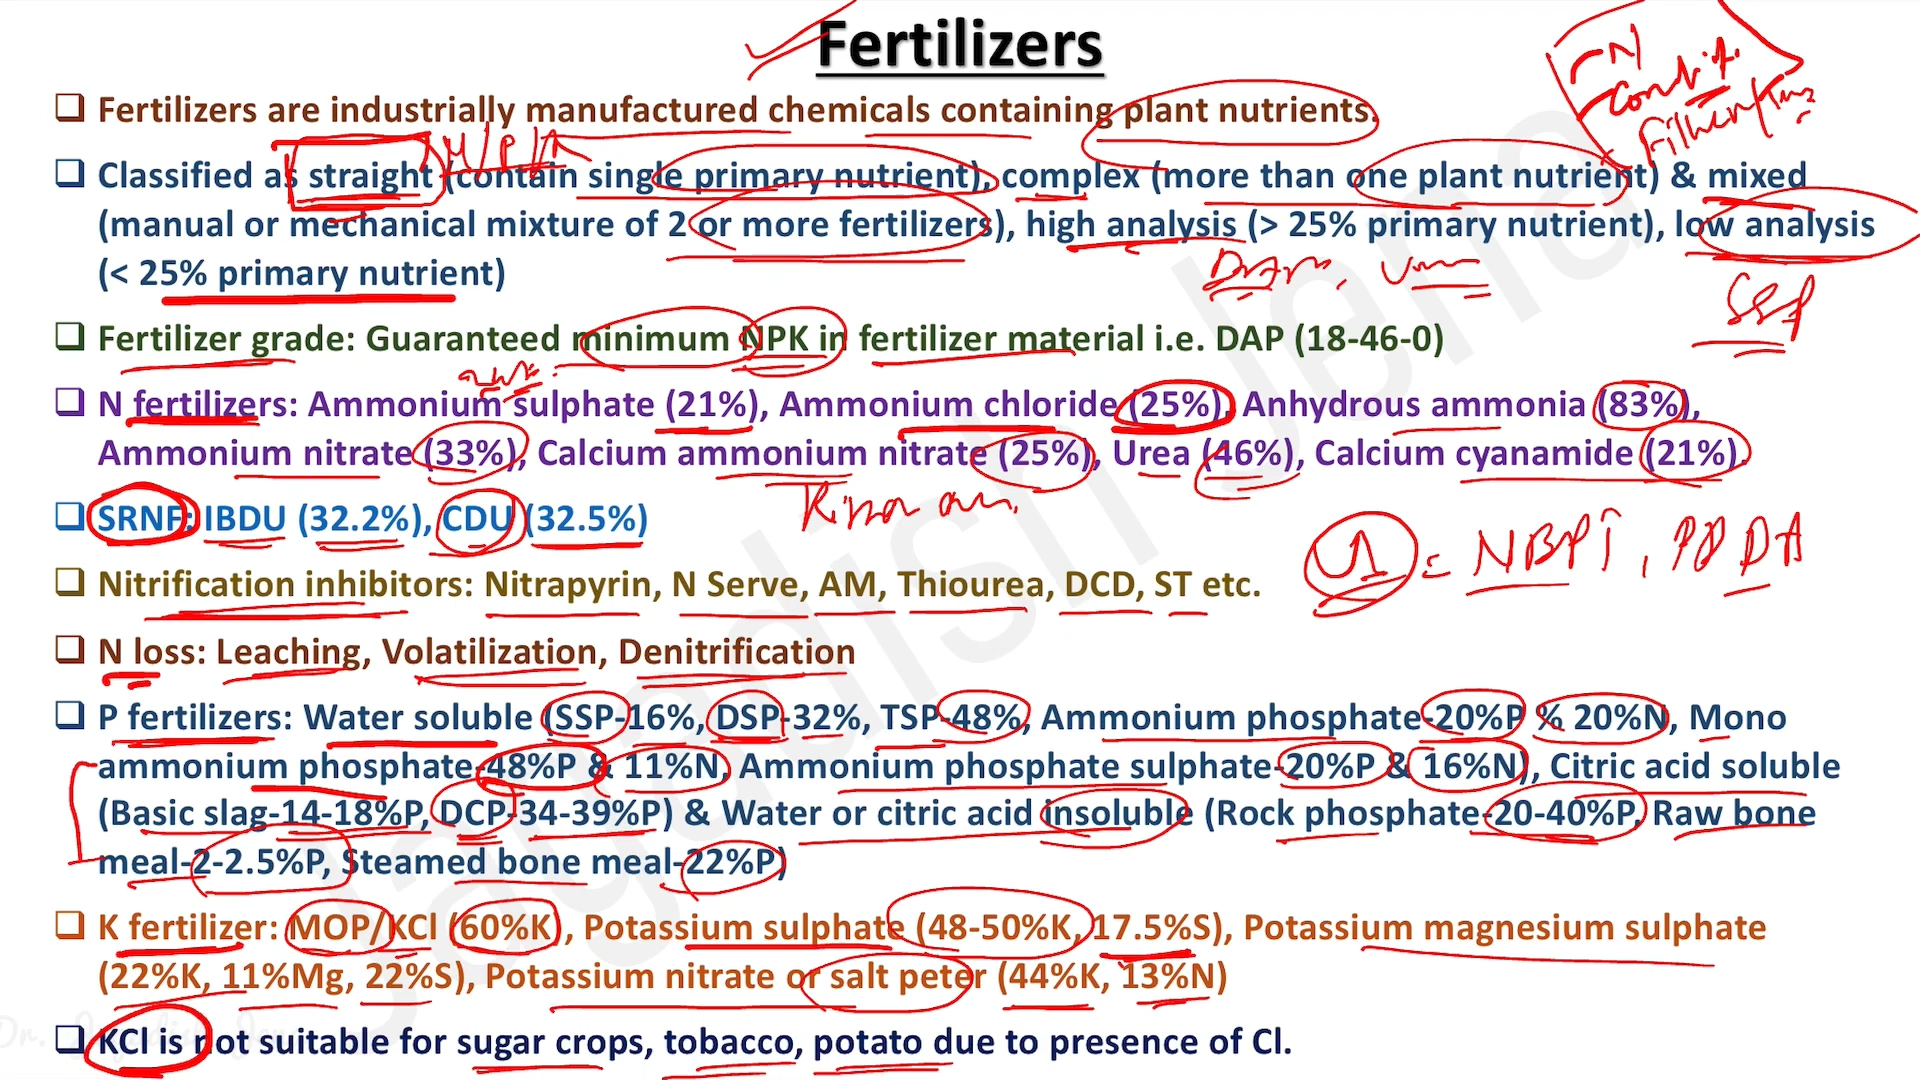 Fertilizers
❑ Fertilizers are industrially manufactured chemicals containing plant nutrients.
N/P/K
❑ Classified as straight (contain single primary nutrient), complex (more than one plant nutrient) & mixed
(manual or mechanical mixture of 2 or more fertilizers), high analysis (> 25% primary nutrient), low analysis
(< 25% primary nutrient)
SSP
❑ Fertilizer grade: Guaranteed minimum NPK in fertilizer material i.e. DAP (18-46-0)
❑ N fertilizers: Ammonium sulphate (21%), Ammonium chloride (25%), Anhydrous ammonia (83%),
Ammonium nitrate (33%), Calcium ammonium nitrate (25%), Urea (46%), Calcium cyanamide (21%).
❑ SRNF: IBDU (32.2%), CDU (32.5%)
= NBPT, PPDA
❑ Nitrification inhibitors: Nitrapyrin, N Serve, AM, Thiourea, DCD, ST etc.
❑ N loss: Leaching, Volatilization, Denitrification
❑ P fertilizers: Water soluble (SSP-16%, DSP-32%, TSP-48%, Ammonium phosphate-20%P % 20%N, Mono
ammonium phosphate-48%P & 11%N, Ammonium phosphate sulphate-20%P & 16%N), Citric acid soluble
(Basic slag-14-18%P, DCP-34-39%P) & Water or citric acid insoluble (Rock phosphate-20-40%P, Raw bone
meal-2-2.5%P, Steamed bone meal-22%P)
❑ K fertilizer: MOP/KCl (60%K), Potassium sulphate (48-50%K, 17.5%S), Potassium magnesium sulphate
(22%K, 11%Mg, 22%S), Potassium nitrate or salt peter (44%K, 13%N)
❑ KCl is not suitable for sugar crops, tobacco, potato due to presence of Cl.
Jagadish Jena